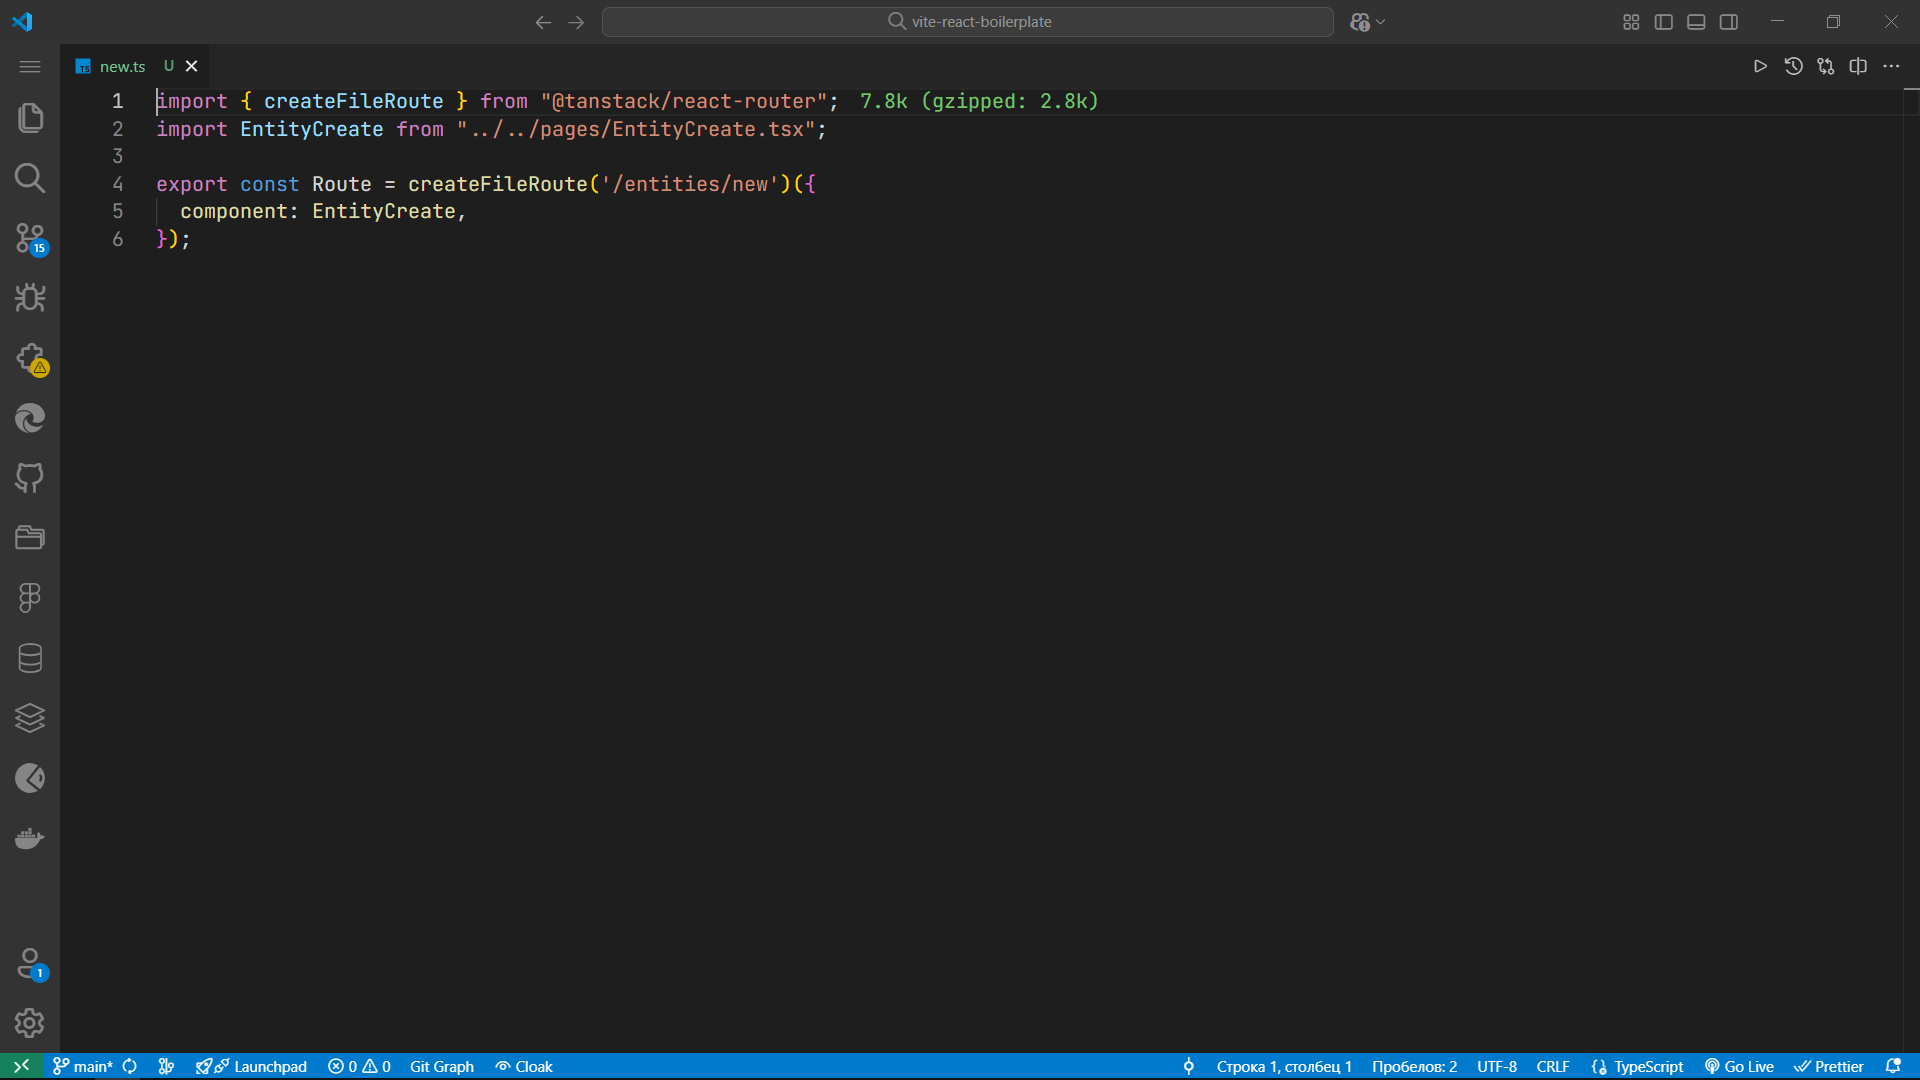 vite-react-boilerplate
TS new.ts U
1 import { createFileRoute } from "@tanstack/react-router"; 7.8k (gzipped: 2.8k)
2 import EntityCreate from "../../pages/EntityCreate.tsx";
3
4 export const Route = createFileRoute('/entities/new')({
5 component: EntityCreate,
6 });
15
1
main* Launchpad 0 0 Git Graph Cloak Строка 1, столбец 1 Пробелов: 2 UTF-8 CRLF TypeScript Go Live Prettier